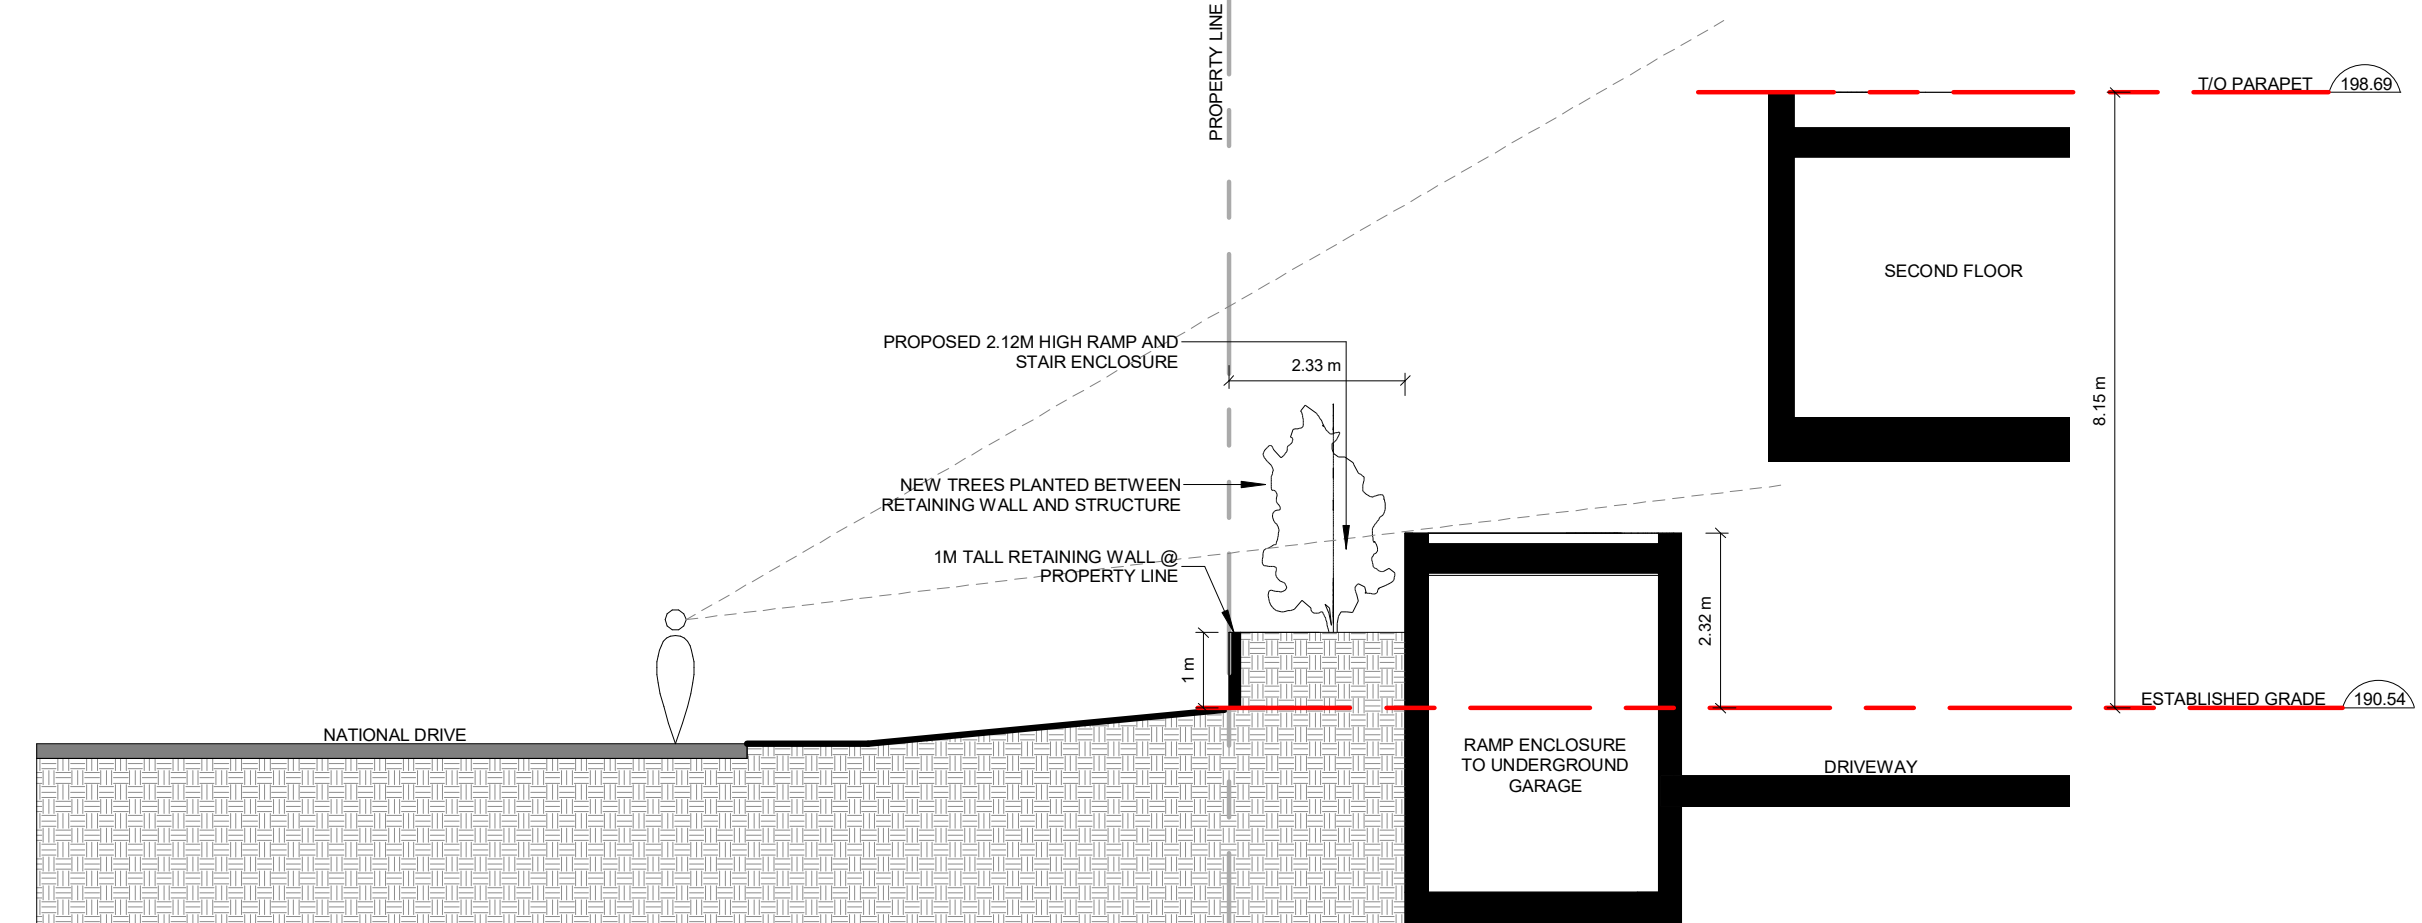 PROPERTY LINE
T/O PARAPET 198.69
SECOND FLOOR
PROPOSED 2.12M HIGH RAMP AND
STAIR ENCLOSURE
2.33 m
8.15 m
NEW TREES PLANTED BETWEEN
RETAINING WALL AND STRUCTURE
1M TALL RETAINING WALL @
PROPERTY LINE
2.32 m
1 m
ESTABLISHED GRADE 190.54
NATIONAL DRIVE
RAMP ENCLOSURE
TO UNDERGROUND
GARAGE
DRIVEWAY